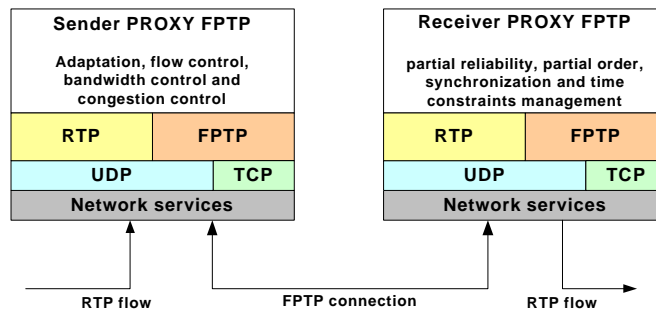 Sender PROXY FPTP
Adaptation, flow control,
bandwidth control and
congestion control
RTP
FPTP
UDP
TCP
Network services
Receiver PROXY FPTP
partial reliability, partial order,
synchronization and time
constraints management
RTP
FPTP
UDP
TCP
Network services
RTP flow
FPTP connection
RTP flow